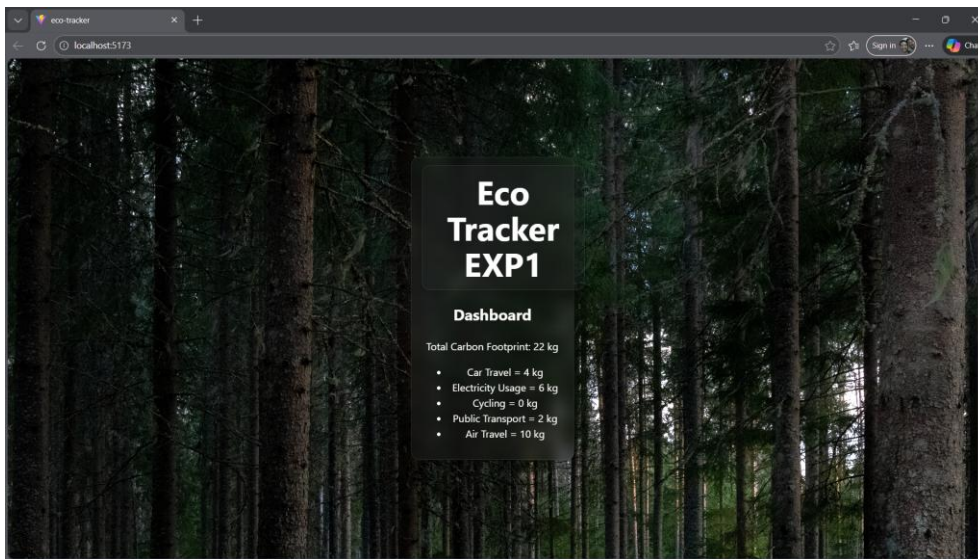 eco-tracker
localhost:5173
Sign in
Eco
Tracker
EXP1
Dashboard
Total Carbon Footprint: 22 kg
• Car Travel = 4 kg
• Electricity Usage = 6 kg
• Cycling = 0 kg
• Public Transport = 2 kg
• Air Travel = 10 kg